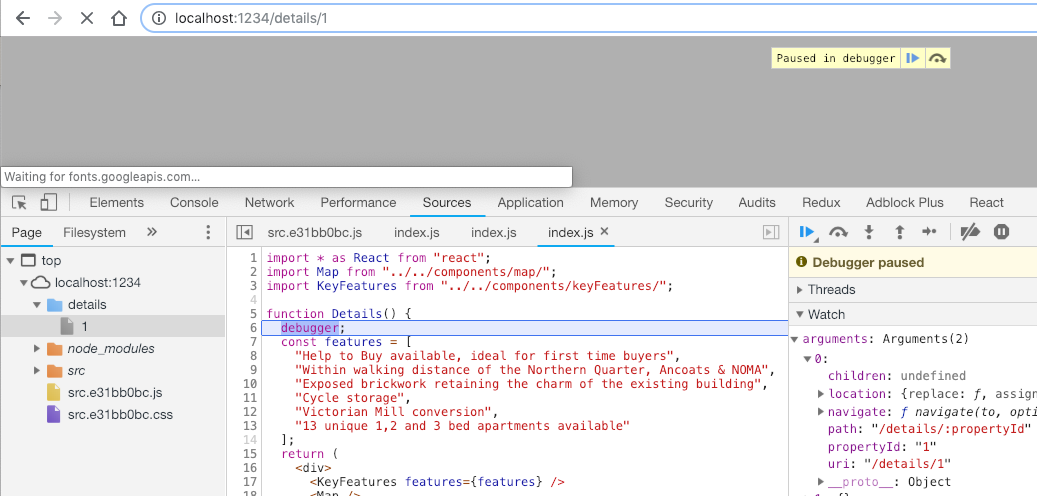 localhost:1234/details/1
Paused in debugger
Waiting for fonts.googleapis.com...
Elements Console Network Performance Sources Application Memory Security Audits Redux Adblock Plus React
Page Filesystem
src.e31bb0bc.js index.js index.js index.js
top
localhost:1234
details
1
node_modules
src
src.e31bb0bc.js
src.e31bb0bc.css
1 import * as React from "react";
2 import Map from "../../components/map/";
3 import KeyFeatures from "../../components/keyFeatures/";
4
5 function Details() {
6 debugger;
7 const features = [
8 "Help to Buy available, ideal for first time buyers",
9 "Within walking distance of the Northern Quarter, Ancoats & NOMA",
10 "Exposed brickwork retaining the charm of the existing building",
11 "Cycle storage",
12 "Victorian Mill conversion",
13 "13 unique 1,2 and 3 bed apartments available"
14 ];
15 return (
16 <div>
17 <KeyFeatures features={features} />
18 <Map />
Debugger paused
Threads
Watch
arguments: Arguments(2)
0:
children: undefined
location: {replace: ƒ, assign
navigate: ƒ navigate(to, opti
path: "/details/:propertyId"
propertyId: "1"
uri: "/details/1"
__proto__: Object
1: {}